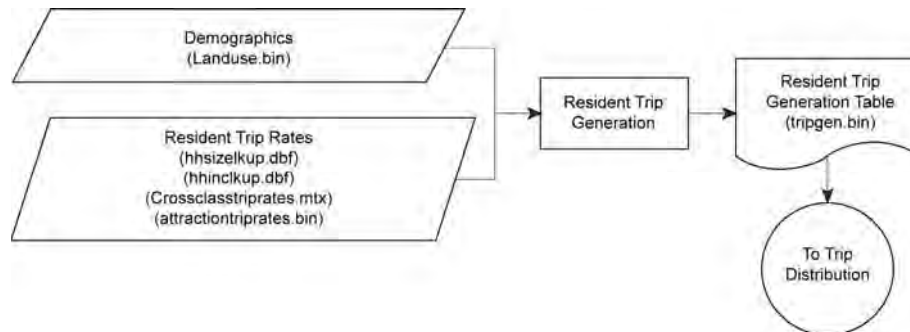 Demographics
(Landuse.bin)
Resident Trip Rates
(hhsizelkup.dbf)
(hhinclkup.dbf)
(Crossclasstriprates.mtx)
(attractiontriprates.bin)
Resident Trip
Generation
Resident Trip
Generation Table
(tripgen.bin)
To Trip
Distribution